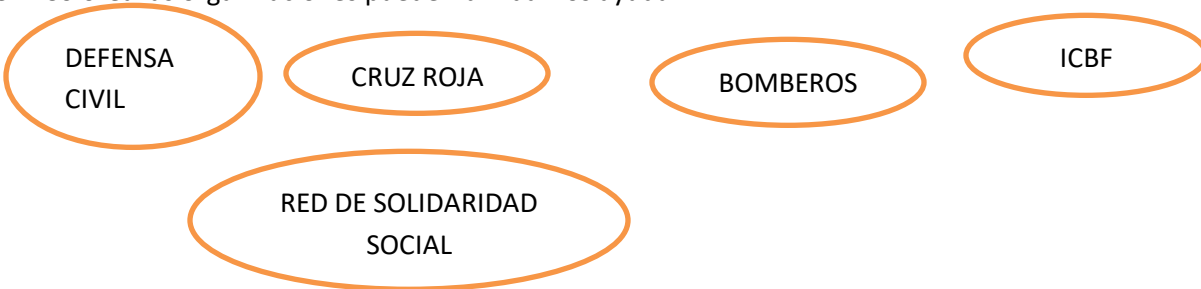 DEFENSA
CIVIL
CRUZ ROJA
BOMBEROS
ICBF
RED DE SOLIDARIDAD
SOCIAL